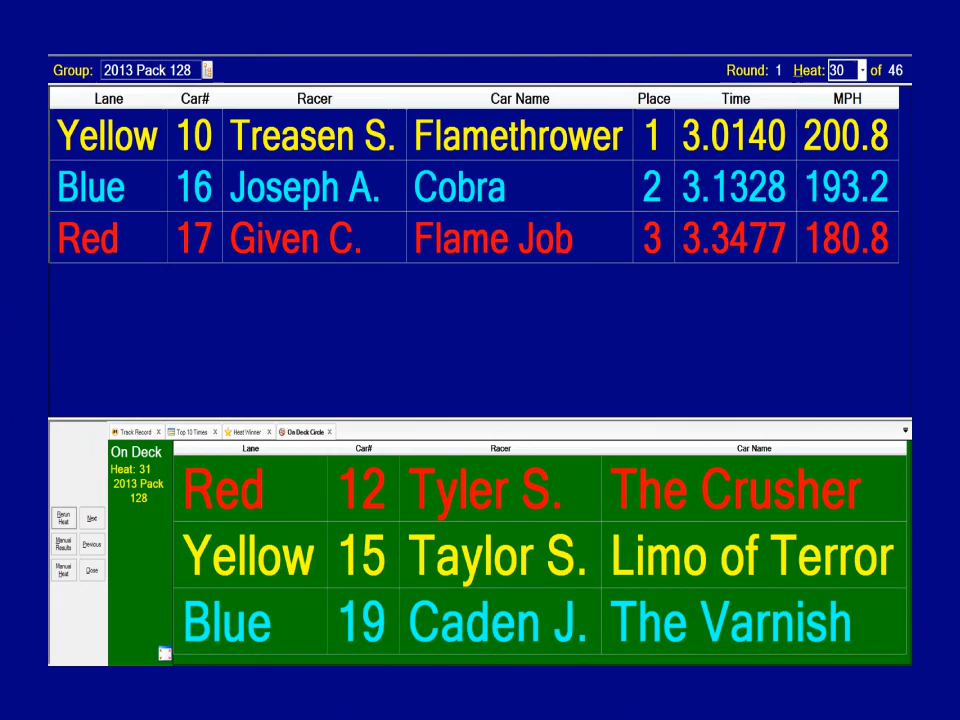 Group: 2013 Pack 128 Round: 1 Heat: 30 of 46
Lane Car# Racer Car Name Place Time MPH
Yellow 10 Treasen S. Flamethrower 1 3.0140 200.8
Blue 16 Joseph A. Cobra 2 3.1328 193.2
Red 17 Given C. Flame Job 3 3.3477 180.8
Track Record x Top 10 Times x Heat Winner x On Deck Circle x
On Deck
Heat: 31
2013 Pack
128
Lane Car# Racer Car Name
Red 12 Tyler S. The Crusher
Yellow 15 Taylor S. Limo of Terror
Blue 19 Caden J. The Varnish
Rerun
Heat
Next
Manual
Results
Previous
Manual
Heat
Close